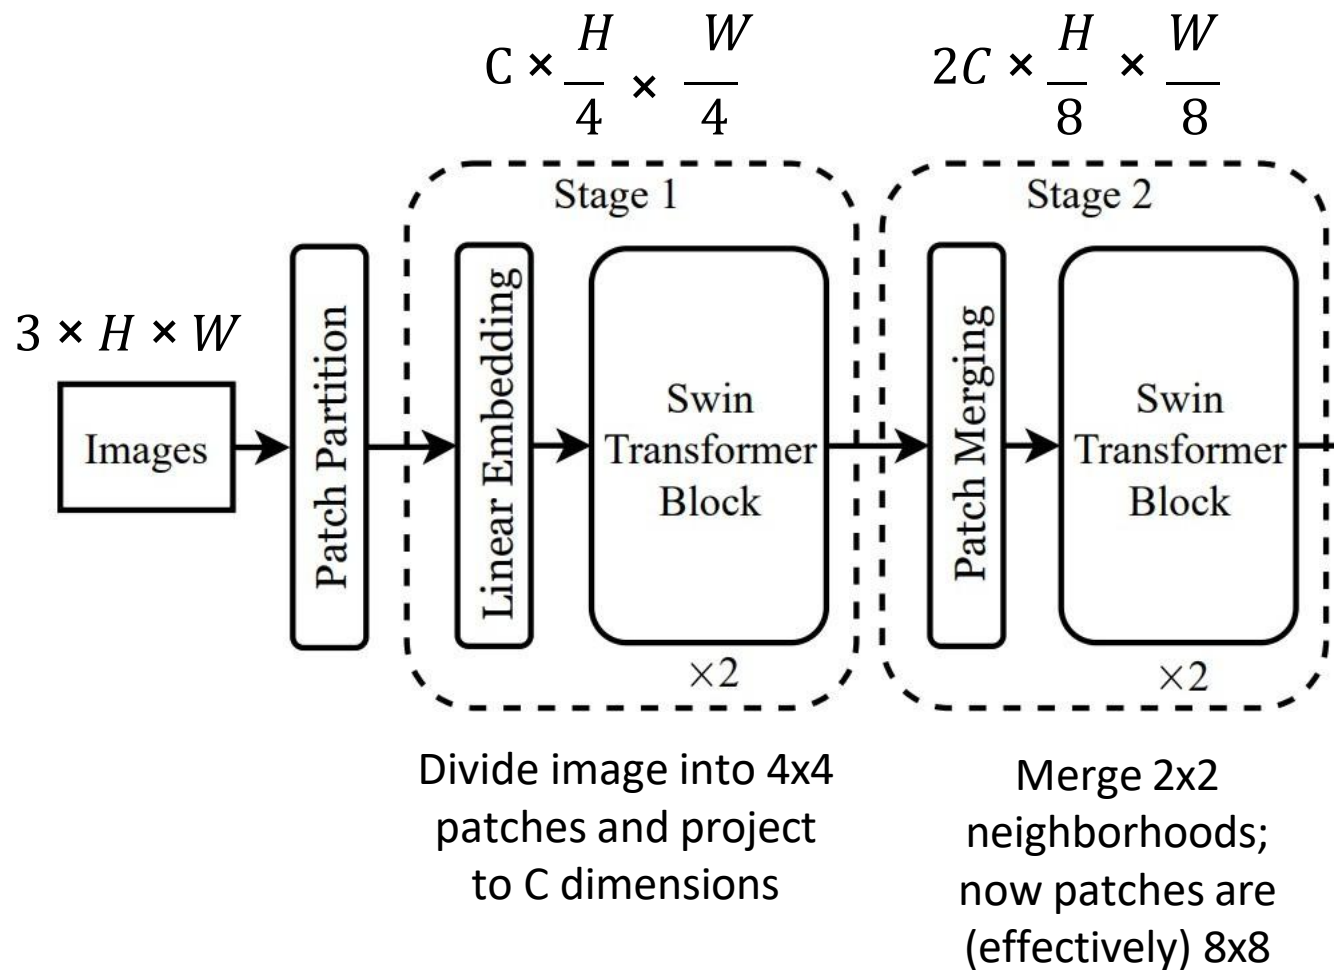 C × H/4 × W/4
2C × H/8 × W/8
Stage 1
Stage 2
3 × H × W
Images
Patch Partition
Linear Embedding
Swin
Transformer
Block
×2
Patch Merging
Swin
Transformer
Block
×2
Divide image into 4x4
patches and project
to C dimensions
Merge 2x2
neighborhoods;
now patches are
(effectively) 8x8